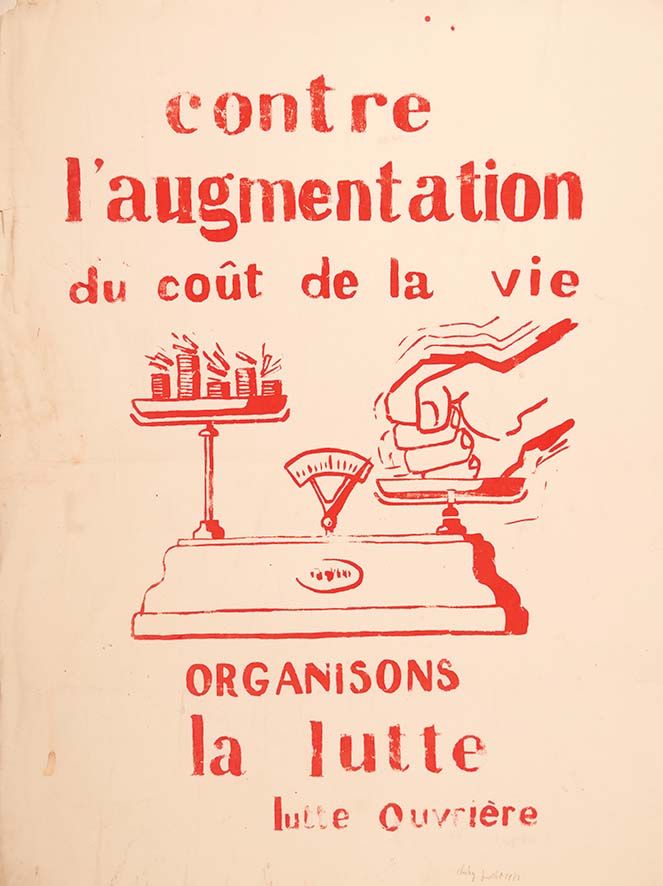 contre
l'augmentation
du coût de la vie
ORGANISONS
la lutte
lutte Ouvrière